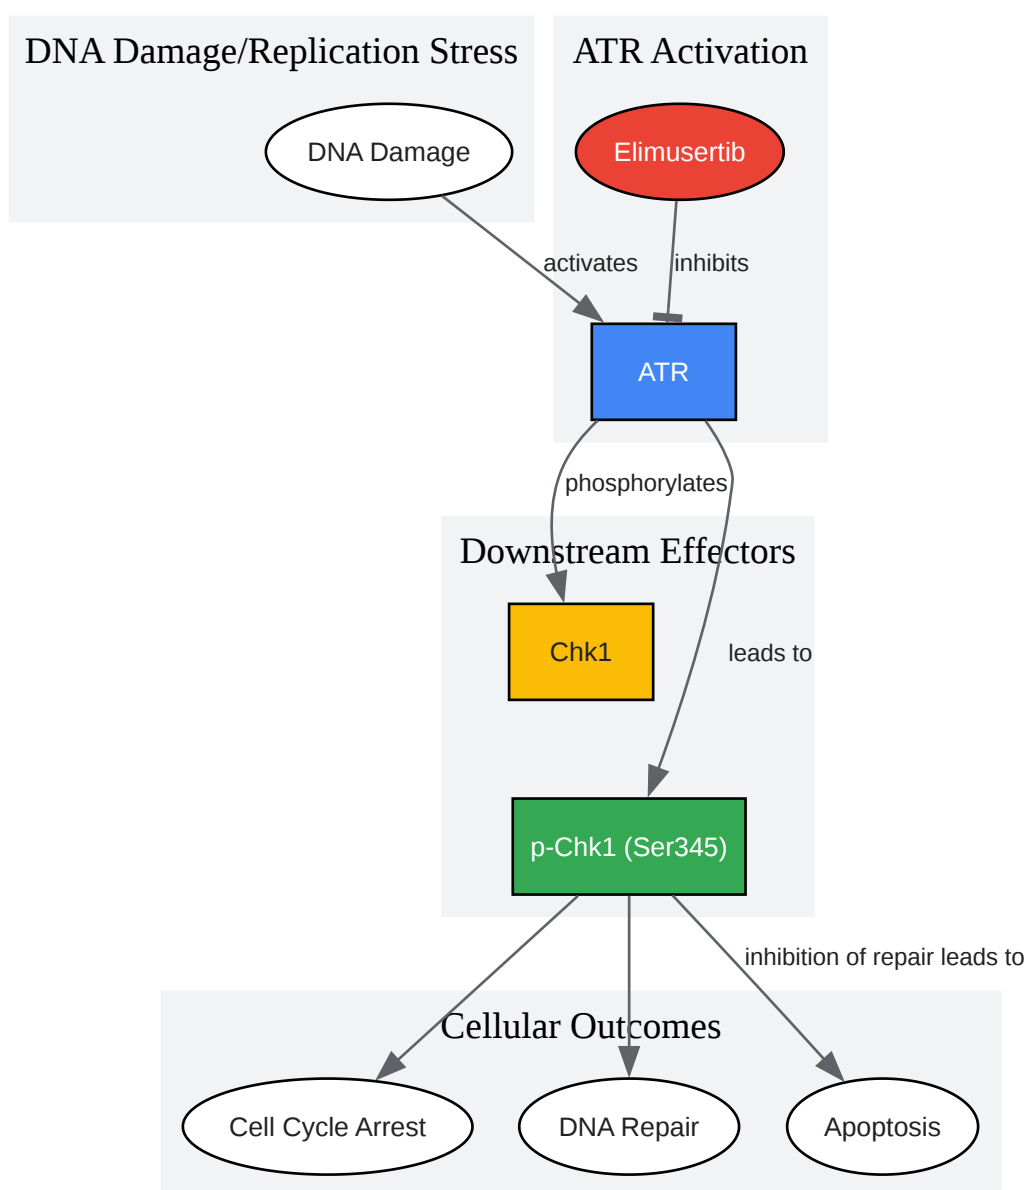 DNA Damage/Replication Stress
ATR Activation
DNA Damage
Elimusertib
activates
inhibits
ATR
phosphorylates
Downstream Effectors
Chk1
leads to
p-Chk1 (Ser345)
inhibition of repair leads to
Cellular Outcomes
Cell Cycle Arrest
DNA Repair
Apoptosis